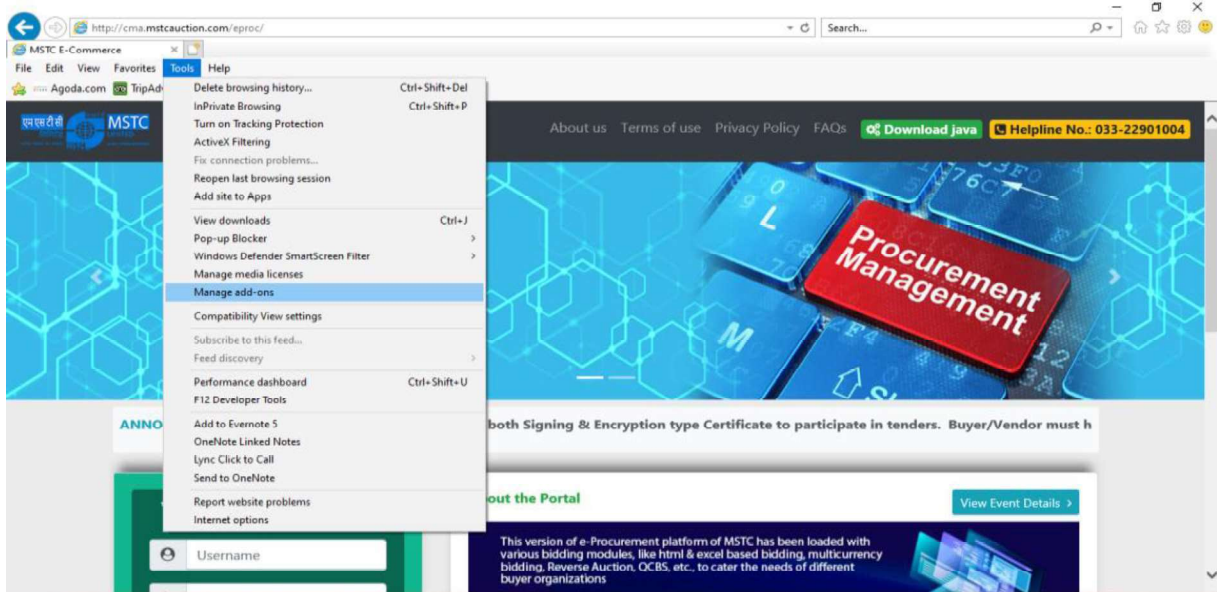 http://cma.mstcauction.com/eproc/
Search...
MSTC E-Commerce
File Edit View Favorites Tools Help
Agoda.com TripAdv
Delete browsing history... Ctrl+Shift+Del
InPrivate Browsing Ctrl+Shift+P
Turn on Tracking Protection
ActiveX Filtering
Fix connection problems...
Reopen last browsing session
Add site to Apps
View downloads Ctrl+J
Pop-up Blocker
Windows Defender SmartScreen Filter
Manage media licenses
Manage add-ons
Compatibility View settings
Subscribe to this feed...
Feed discovery
Performance dashboard Ctrl+Shift+U
F12 Developer Tools
Add to Evernote 5
OneNote Linked Notes
Lync Click to Call
Send to OneNote
Report website problems
Internet options
एम एस टी सी MSTC
About us Terms of use Privacy Policy FAQs Download java Helpline No.: 033-22901004
Procurement
Management
L
M
ANNO both Signing & Encryption type Certificate to participate in tenders. Buyer/Vendor must h
out the Portal
View Event Details
Username
This version of e-Procurement platform of MSTC has been loaded with
various bidding modules, like html & excel based bidding, multicurrency
bidding, Reverse Auction, QCBS, etc., to cater the needs of different
buyer organizations